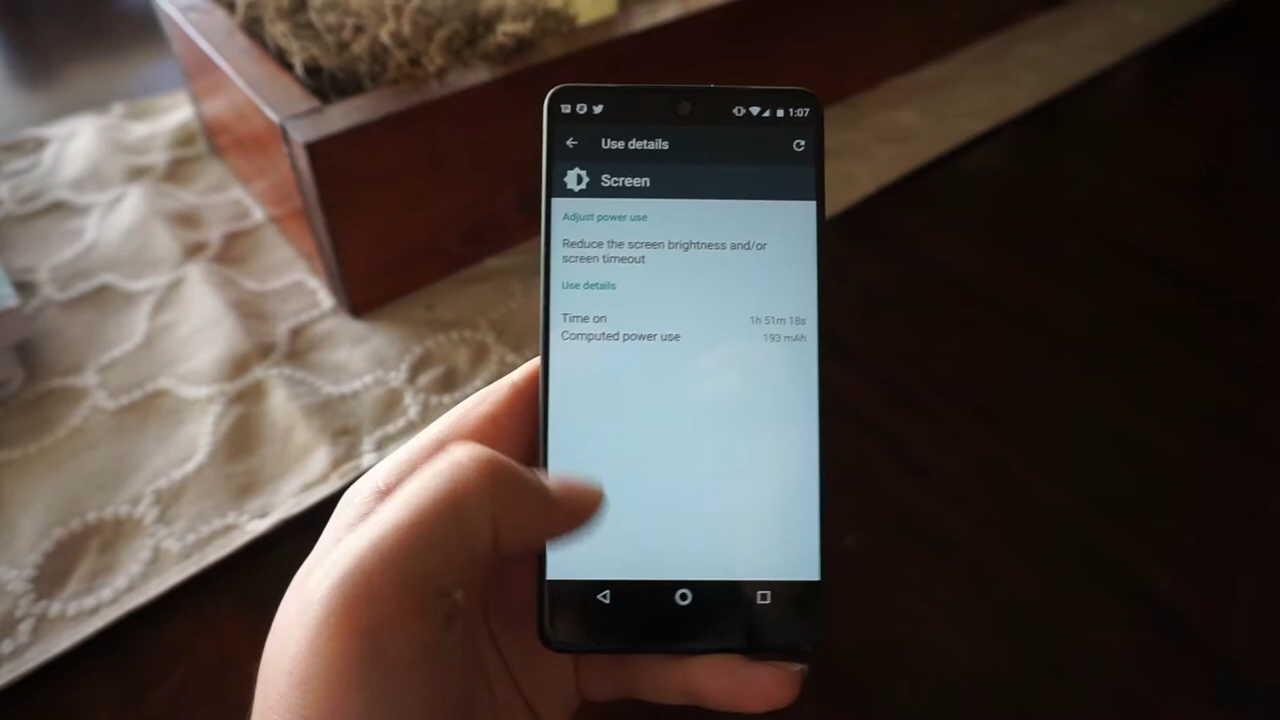 1:07
Use details
Screen
Adjust power use
Reduce the screen brightness and/or
screen timeout
Use details
Time on 1h 51m 18s
Computed power use 193 mAh